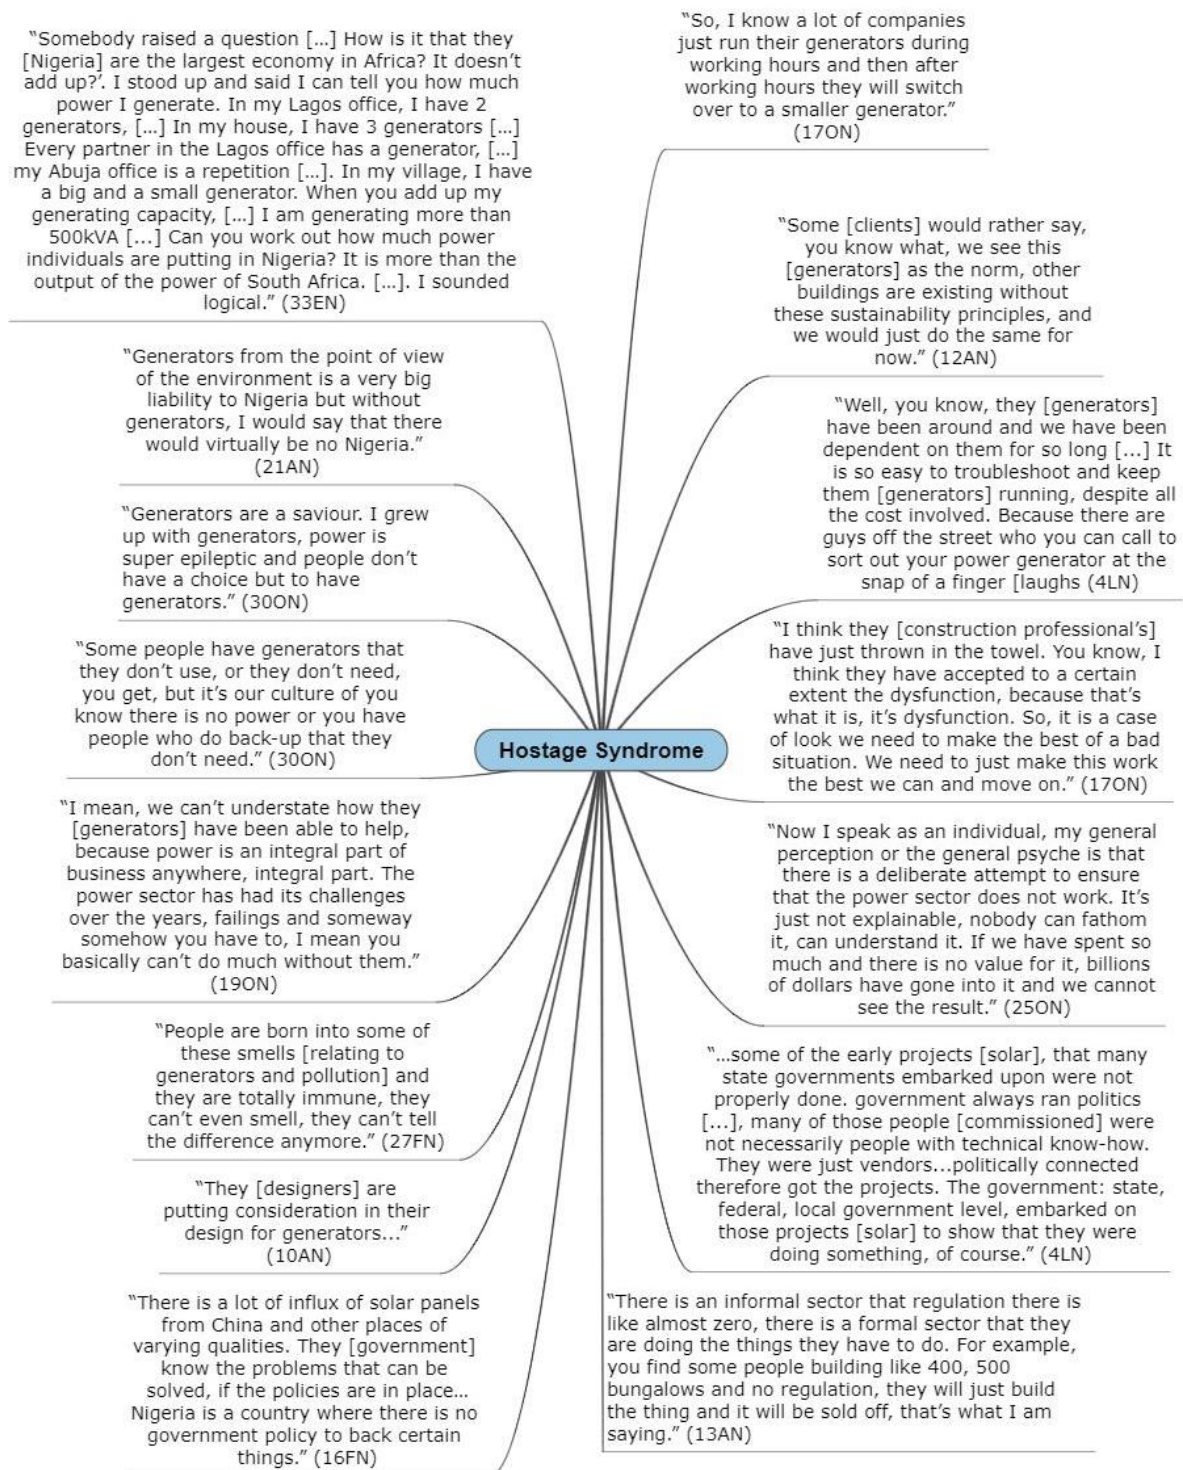 “Somebody raised a question [...] How is it that they
[Nigeria] are the largest economy in Africa? It doesn’t
add up?’. I stood up and said I can tell you how much
power I generate. In my Lagos office, I have 2
generators, [...] In my house, I have 3 generators [...]
Every partner in the Lagos office has a generator, [...]
my Abuja office is a repetition [...]. In my village, I have
a big and a small generator. When you add up my
generating capacity, [...] I am generating more than
500kVA [...] Can you work out how much power
individuals are putting in Nigeria? It is more than the
output of the power of South Africa. [...]. I sounded
logical.” (33EN)
“Generators from the point of view
of the environment is a very big
liability to Nigeria but without
generators, I would say that there
would virtually be no Nigeria.”
(21AN)
“Generators are a saviour. I grew
up with generators, power is
super epileptic and people don’t
have a choice but to have
generators.” (30ON)
“Some people have generators that
they don’t use, or they don’t need,
you get, but it’s our culture of you
know there is no power or you have
people who do back-up that they
don’t need.” (30ON)
“I mean, we can’t understate how they
[generators] have been able to help,
because power is an integral part of
business anywhere, integral part. The
power sector has had its challenges
over the years, failings and someway
somehow you have to, I mean you
basically can’t do much without them.”
(19ON)
“People are born into some of
these smells [relating to
generators and pollution] and
they are totally immune, they
can’t even smell, they can’t tell
the difference anymore.” (27FN)
“They [designers] are
putting consideration in their
design for generators...”
(10AN)
“There is a lot of influx of solar panels
from China and other places of
varying qualities. They [government]
know the problems that can be
solved, if the policies are in place...
Nigeria is a country where there is no
government policy to back certain
things.” (16FN)
Hostage Syndrome
“So, I know a lot of companies
just run their generators during
working hours and then after
working hours they will switch
over to a smaller generator.”
(17ON)
“Some [clients] would rather say,
you know what, we see this
[generators] as the norm, other
buildings are existing without
these sustainability principles, and
we would just do the same for
now.” (12AN)
“Well, you know, they [generators]
have been around and we have been
dependent on them for so long [...] It
is so easy to troubleshoot and keep
them [generators] running, despite all
the cost involved. Because there are
guys off the street who you can call to
sort out your power generator at the
snap of a finger [laughs (4LN)
“I think they [construction professional’s]
have just thrown in the towel. You know, I
think they have accepted to a certain
extent the dysfunction, because that’s
what it is, it’s dysfunction. So, it is a case
of look we need to make the best of a bad
situation. We need to just make this work
the best we can and move on.” (17ON)
“Now I speak as an individual, my general
perception or the general psyche is that
there is a deliberate attempt to ensure
that the power sector does not work. It’s
just not explainable, nobody can fathom
it, can understand it. If we have spent so
much and there is no value for it, billions
of dollars have gone into it and we cannot
see the result.” (25ON)
“...some of the early projects [solar], that many
state governments embarked upon were not
properly done. government always ran politics
[...], many of those people [commissioned] were
not necessarily people with technical know-how.
They were just vendors...politically connected
therefore got the projects. The government: state,
federal, local government level, embarked on
those projects [solar] to show that they were
doing something, of course.” (4LN)
“There is an informal sector that regulation there is
like almost zero, there is a formal sector that they
are doing the things they have to do. For example,
you find some people building like 400, 500
bungalows and no regulation, they will just build
the thing and it will be sold off, that’s what I am
saying.” (13AN)